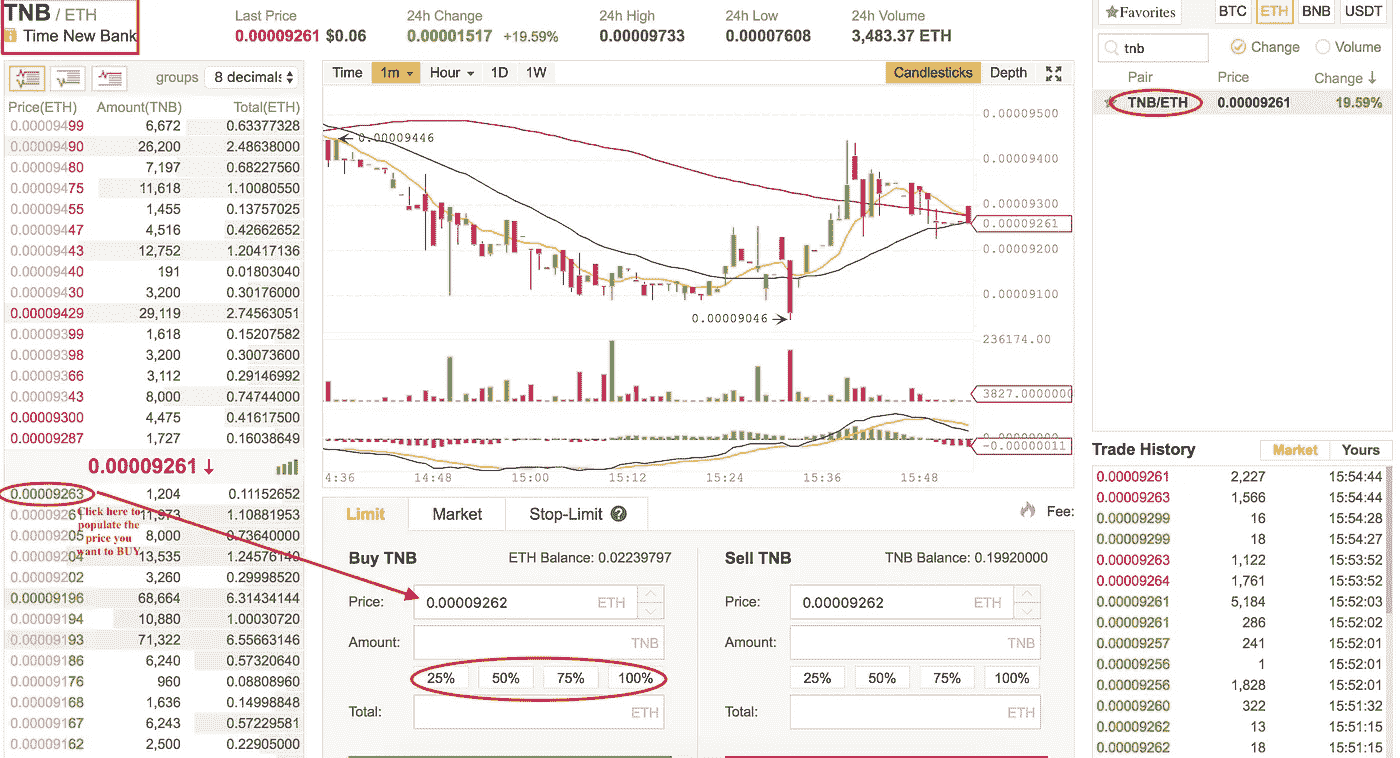 TNB / ETH
Time New Bank
Last Price
0.00009261 $0.06
24h Change
0.00001517 +19.59%
24h High
0.00009733
24h Low
0.00007608
24h Volume
3,483.37 ETH
groups 8 decimals
Price(ETH) Amount(TNB) Total(ETH)
0.00009499 6,672 0.63377328
0.00009490 26,200 2.48638000
0.00009480 7,197 0.68227560
0.00009475 11,618 1.10080550
0.00009455 1,455 0.13757025
0.00009447 4,516 0.42662652
0.00009443 12,752 1.20417136
0.00009440 191 0.01803040
0.00009430 3,200 0.30176000
0.00009429 29,119 2.74563051
0.00009399 1,618 0.15207582
0.00009398 3,200 0.30073600
0.00009366 3,112 0.29146992
0.00009343 8,000 0.74744000
0.00009300 4,475 0.41617500
0.00009287 1,727 0.16038649
0.00009261 ↓
0.00009263 1,204 0.11152652
0.00009261 11,973 1.10881953
0.00009205 8,000 0.73640000
0.00009204 13,535 1.24576140
0.00009202 3,260 0.29998520
0.00009196 68,664 6.31434144
0.00009194 10,880 1.00030720
0.00009193 71,322 6.55663146
0.00009186 6,240 0.57320640
0.00009176 960 0.08808960
0.00009168 1,636 0.14998848
0.00009167 6,243 0.57229581
0.00009162 2,500 0.22905000
Click here to
populate the
price you
want to BUY
Time 1m Hour 1D 1W
Candlesticks Depth
0.00009446
0.00009046
0.00009500
0.00009400
0.00009300
0.00009261
0.00009200
0.00009100
236174.00
3827.0000000
-0.00000011
4:36 14:48 15:00 15:12 15:24 15:36 15:48
Limit Market Stop-Limit ?
Fee:
Buy TNB ETH Balance: 0.02239797
Price: 0.00009262 ETH
Amount: TNB
25% 50% 75% 100%
Total: ETH
Sell TNB TNB Balance: 0.19920000
Price: 0.00009262 ETH
Amount: TNB
25% 50% 75% 100%
Total: ETH
Favorites BTC ETH BNB USDT
tnb Change Volume
Pair Price Change ↓
TNB/ETH 0.00009261 19.59%
Trade History Market Yours
0.00009261 2,227 15:54:44
0.00009263 1,566 15:54:44
0.00009299 16 15:54:28
0.00009299 18 15:54:27
0.00009263 1,122 15:53:52
0.00009264 1,761 15:53:52
0.00009261 5,184 15:52:03
0.00009261 286 15:52:02
0.00009257 241 15:52:01
0.00009256 1 15:52:01
0.00009256 1,828 15:52:01
0.00009260 322 15:51:32
0.00009262 13 15:51:15
0.00009262 18 15:51:15